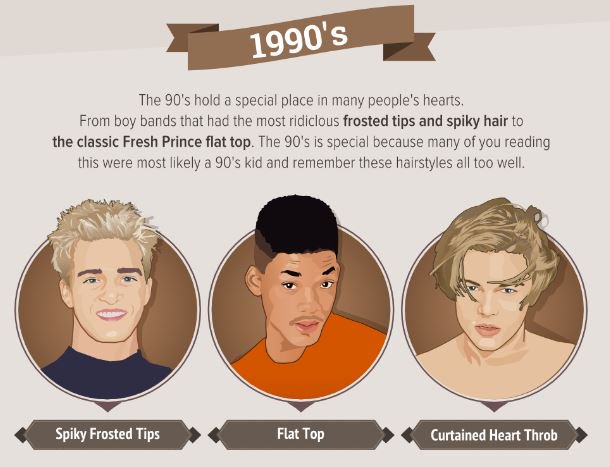 1990's
The 90's hold a special place in many people's hearts.
From boy bands that had the most ridiclous frosted tips and spiky hair to
the classic Fresh Prince flat top. The 90's is special because many of you reading
this were most likely a 90's kid and remember these hairstyles all too well.
Spiky Frosted Tips
Flat Top
Curtained Heart Throb